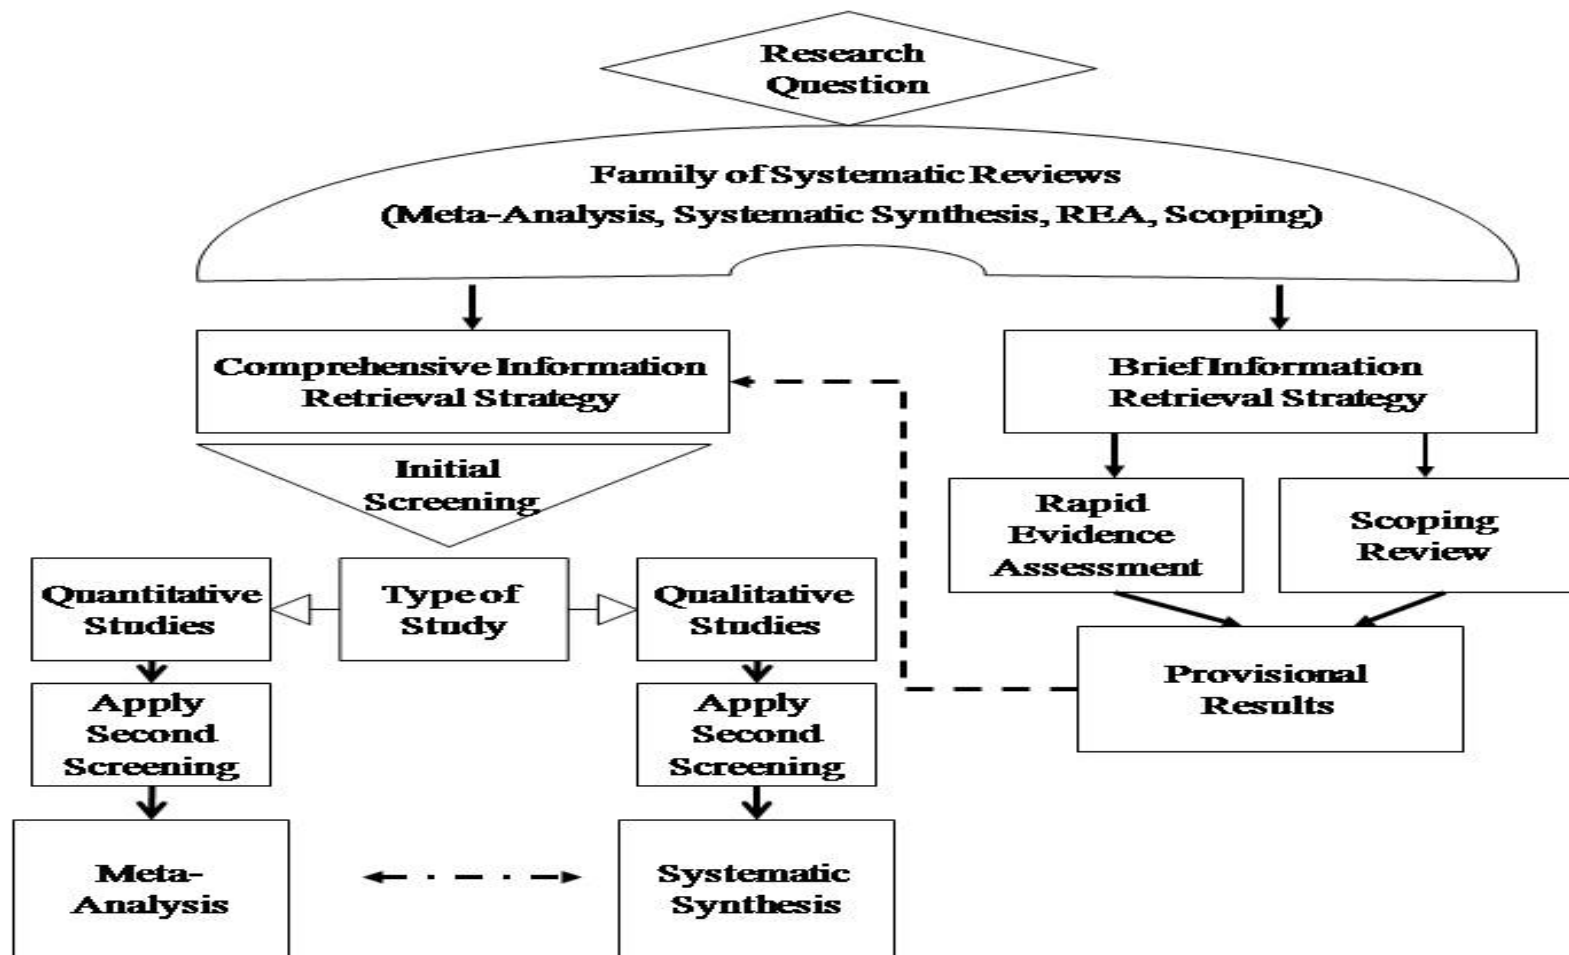 Research
Question
Family of Systematic Reviews
(Meta-Analysis, Systematic Synthesis, REA, Scoping)
Comprehensive Information
Retrieval Strategy
Brief Information
Retrieval Strategy
Initial
Screening
Rapid
Evidence
Assessment
Scoping
Review
Quantitative
Studies
Type of
Study
Qualitative
Studies
Provisional
Results
Apply
Second
Screening
Apply
Second
Screening
Meta-
Analysis
Systematic
Synthesis